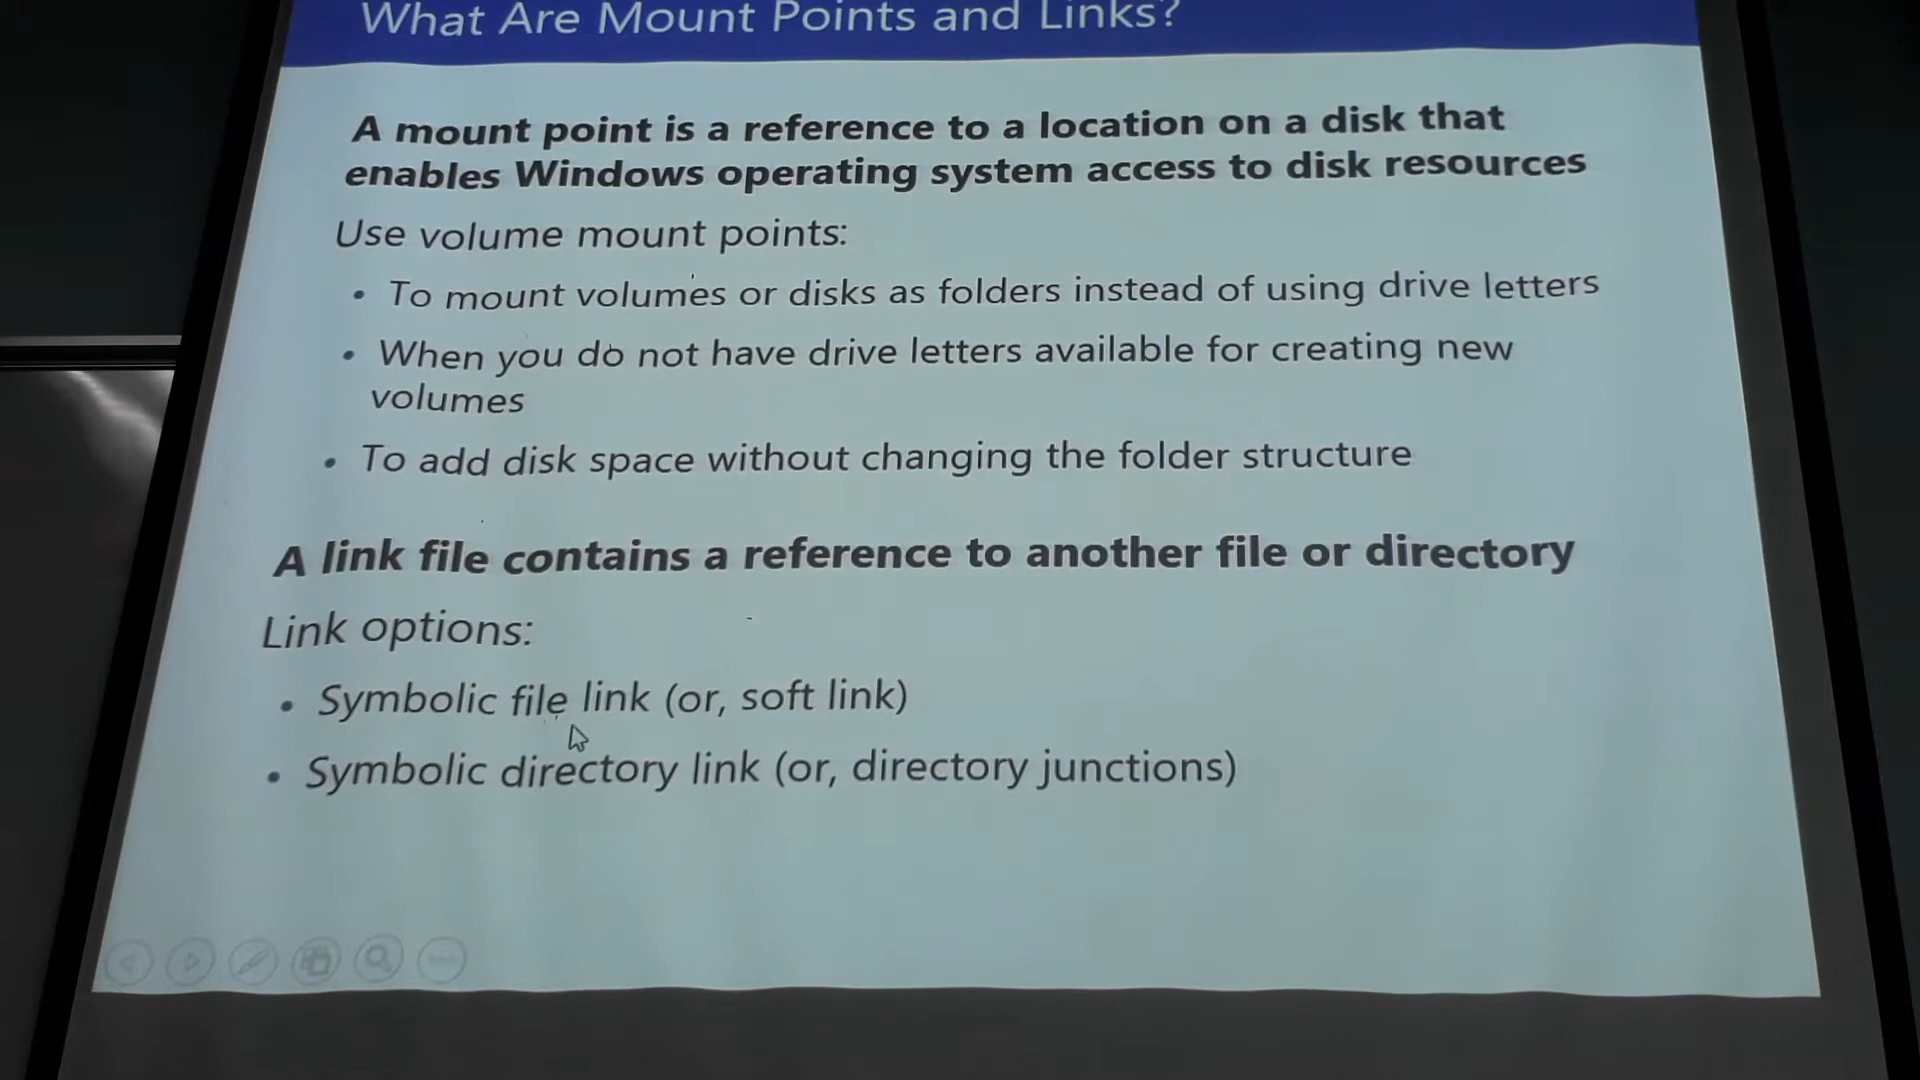 What Are Mount Points and Links?
A mount point is a reference to a location on a disk that
enables Windows operating system access to disk resources
Use volume mount points:
• To mount volumes or disks as folders instead of using drive letters
• When you do not have drive letters available for creating new
volumes
• To add disk space without changing the folder structure
A link file contains a reference to another file or directory
Link options:
• Symbolic file link (or, soft link)
• Symbolic directory link (or, directory junctions)